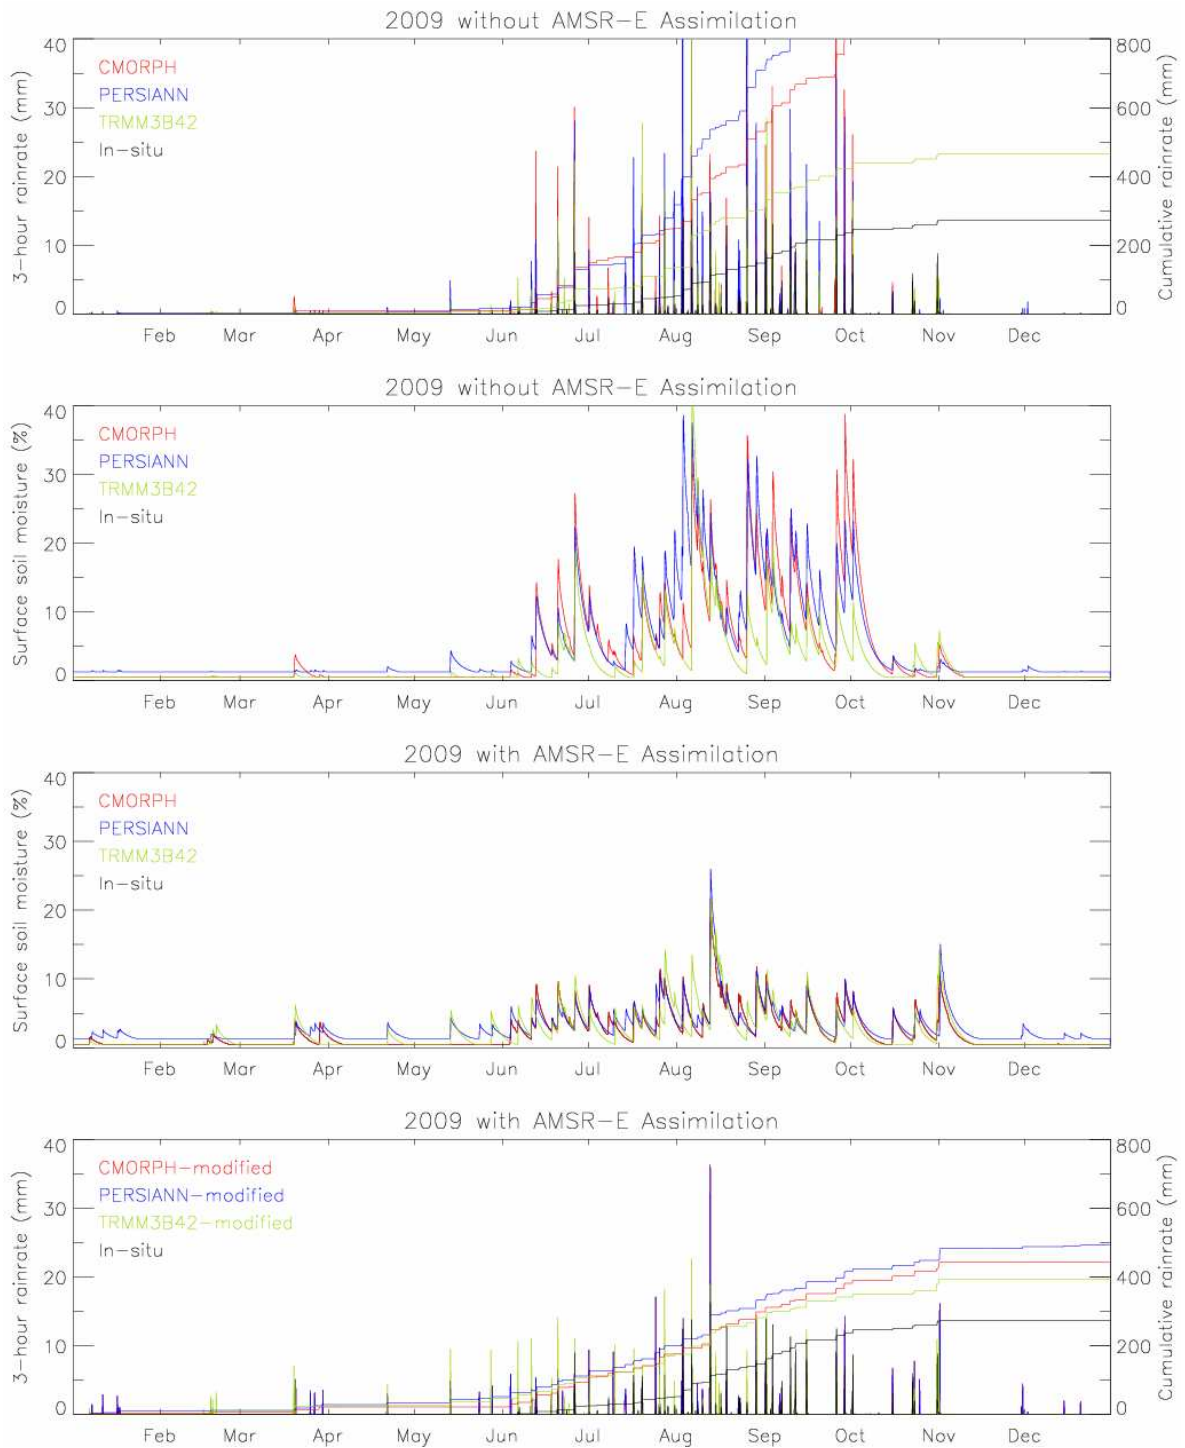 2009 without AMSR-E Assimilation
3-hour rainrate (mm)
40
30
20
10
0
CMORPH
PERSIANN
TRMM3B42
In-situ
800
600
400
200
0
Cumulative rainrate (mm)
Feb Mar Apr May Jun Jul Aug Sep Oct Nov Dec
2009 without AMSR-E Assimilation
Surface soil moisture (%)
40
30
20
10
0
CMORPH
PERSIANN
TRMM3B42
In-situ
Feb Mar Apr May Jun Jul Aug Sep Oct Nov Dec
2009 with AMSR-E Assimilation
Surface soil moisture (%)
40
30
20
10
0
CMORPH
PERSIANN
TRMM3B42
In-situ
Feb Mar Apr May Jun Jul Aug Sep Oct Nov Dec
2009 with AMSR-E Assimilation
3-hour rainrate (mm)
40
30
20
10
0
CMORPH-modified
PERSIANN-modified
TRMM3B42-modified
In-situ
800
600
400
200
0
Cumulative rainrate (mm)
Feb Mar Apr May Jun Jul Aug Sep Oct Nov Dec